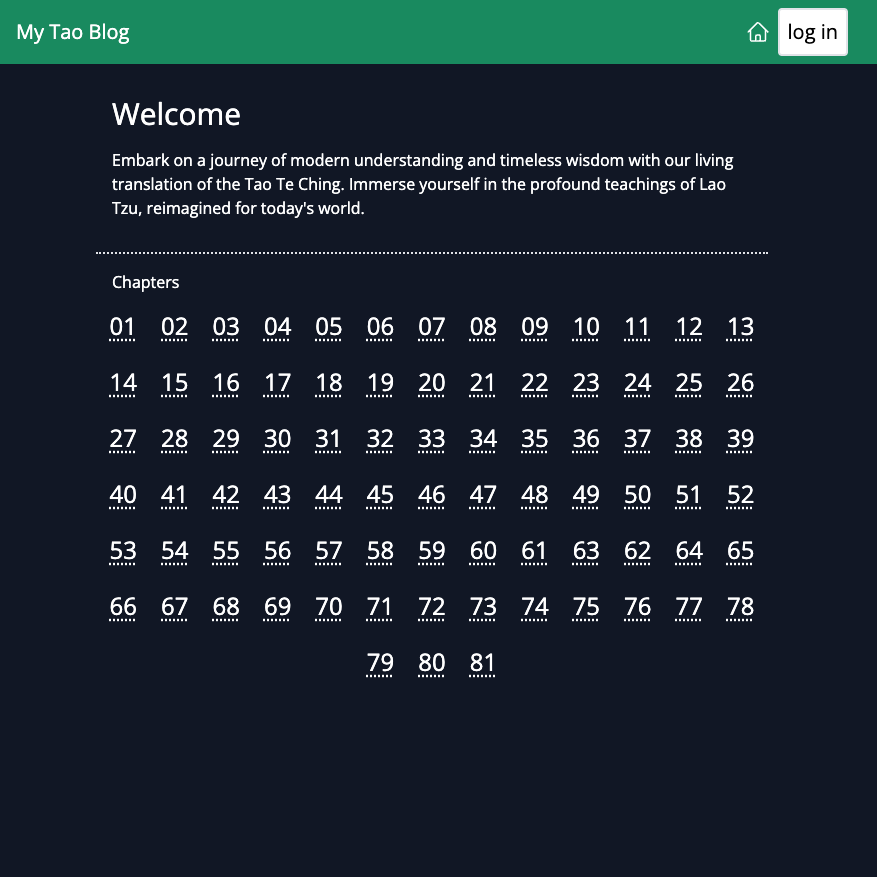 My Tao Blog
log in
Welcome
Embark on a journey of modern understanding and timeless wisdom with our living
translation of the Tao Te Ching. Immerse yourself in the profound teachings of Lao
Tzu, reimagined for today's world.
Chapters
01 02 03 04 05 06 07 08 09 10 11 12 13
14 15 16 17 18 19 20 21 22 23 24 25 26
27 28 29 30 31 32 33 34 35 36 37 38 39
40 41 42 43 44 45 46 47 48 49 50 51 52
53 54 55 56 57 58 59 60 61 63 62 64 65
66 67 68 69 70 71 72 73 74 75 76 77 78
79 80 81